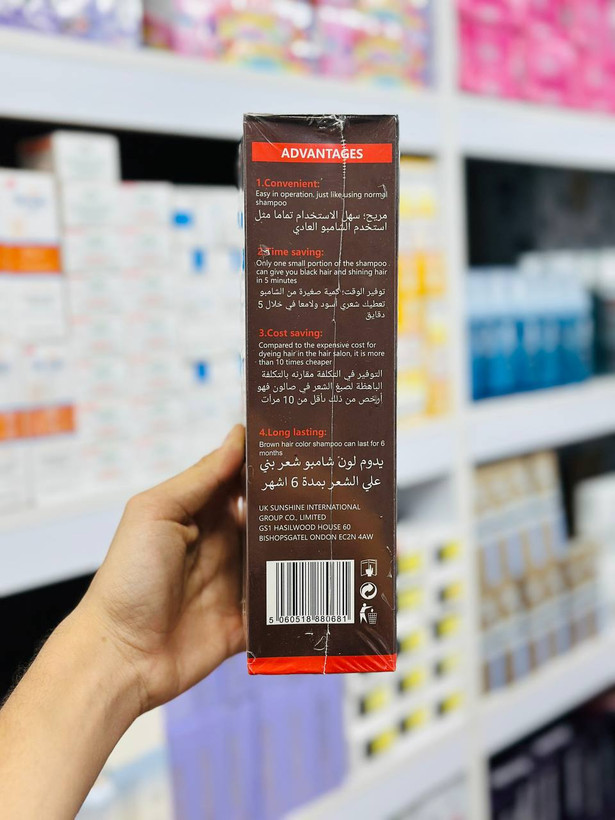 ADVANTAGES
1.Convenient:
Easy in operation. just like using normal
shampoo
مريح؛ سهل الاستخدام تماما مثل
استخدم الشامبو العادي
2.Time saving:
Only one small portion of the shampoo
can give you black hair and shining hair
in 5 minutes
توفير الوقت؛ كمية صغيرة من الشامبو
تعطيك شعري أسود ولامعا في خلال 5
دقايق
3.Cost saving:
Compared to the expensive cost for
dyeing hair in the hair salon, it is more
than 10 times cheaper
التوفير في التكلفة مقارنه بالتكلفة
الباهظة لصبغ الشعر في صالون فهو
أرخص من ذلك بأقل من 10 مرات
4.Long lasting:
Brown hair color shampoo can last for 6
months
يدوم لون شامبو شعر بني
علي الشعر بمدة 6 اشهر
UK SUNSHINE INTERNATIONAL
GROUP CO., LIMITED
GS1 HASILWOOD HOUSE 60
BISHOPSGATEL ONDON EC2N 4AW
5 060518 880681